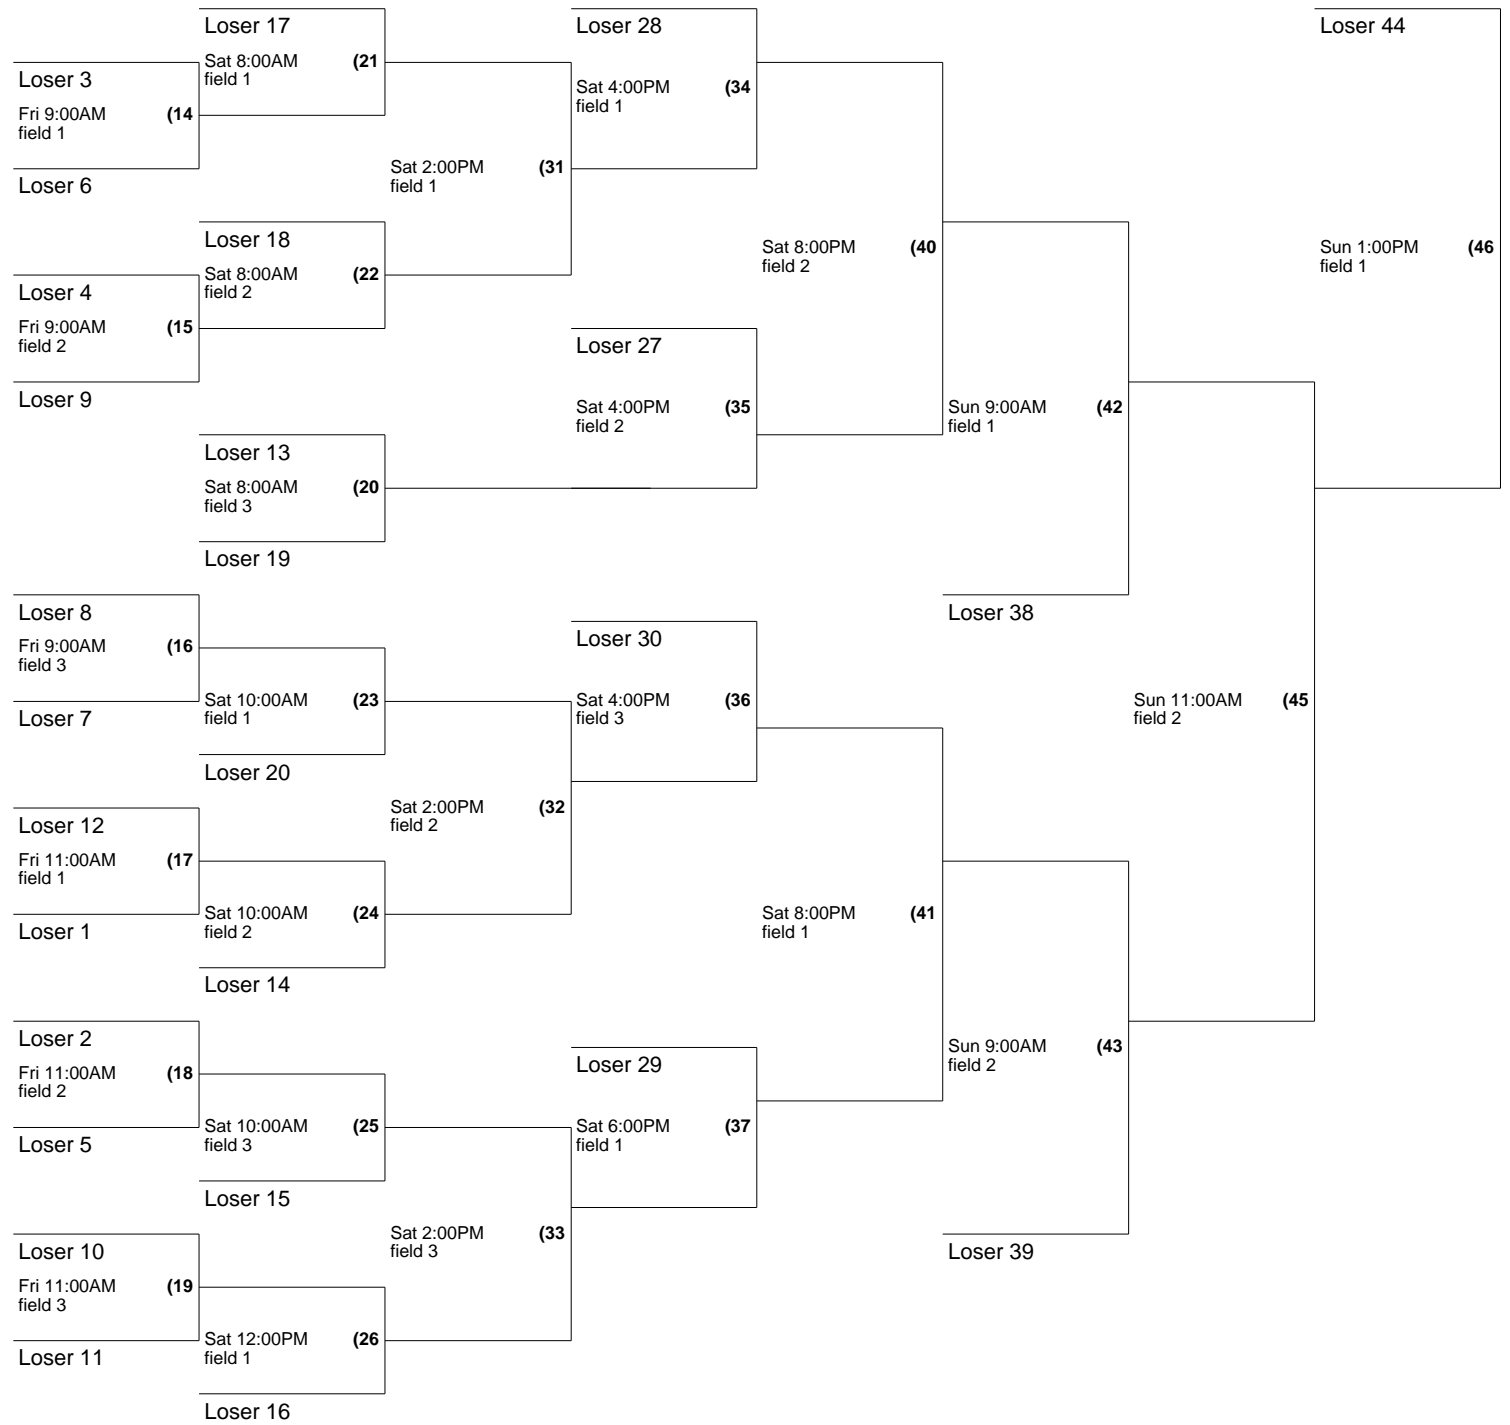 Loser 17
Sat 8:00AM (21
field 1
Loser 3
Fri 9:00AM (14
field 1
Loser 6
Loser 18
Sat 8:00AM (22
field 2
Loser 4
Fri 9:00AM (15
field 2
Loser 9
Loser 13
Sat 8:00AM (20
field 3
Loser 19
Loser 8
Fri 9:00AM (16
field 3
Loser 7
Sat 10:00AM (23
field 1
Loser 20
Loser 12
Fri 11:00AM (17
field 1
Loser 1
Sat 10:00AM (24
field 2
Loser 14
Loser 2
Fri 11:00AM (18
field 2
Loser 5
Sat 10:00AM (25
field 3
Loser 15
Loser 10
Fri 11:00AM (19
field 3
Loser 11
Sat 12:00PM (26
field 1
Loser 16
Sat 2:00PM (31
field 1
Sat 2:00PM (32
field 2
Sat 2:00PM (33
field 3
Loser 28
Sat 4:00PM (34
field 1
Loser 27
Sat 4:00PM (35
field 2
Loser 30
Sat 4:00PM (36
field 3
Loser 29
Sat 6:00PM (37
field 1
Sat 8:00PM (40
field 2
Sat 8:00PM (41
field 1
Sun 9:00AM (42
field 1
Loser 38
Sun 9:00AM (43
field 2
Loser 39
Sun 11:00AM (45
field 2
Loser 44
Sun 1:00PM (46
field 1